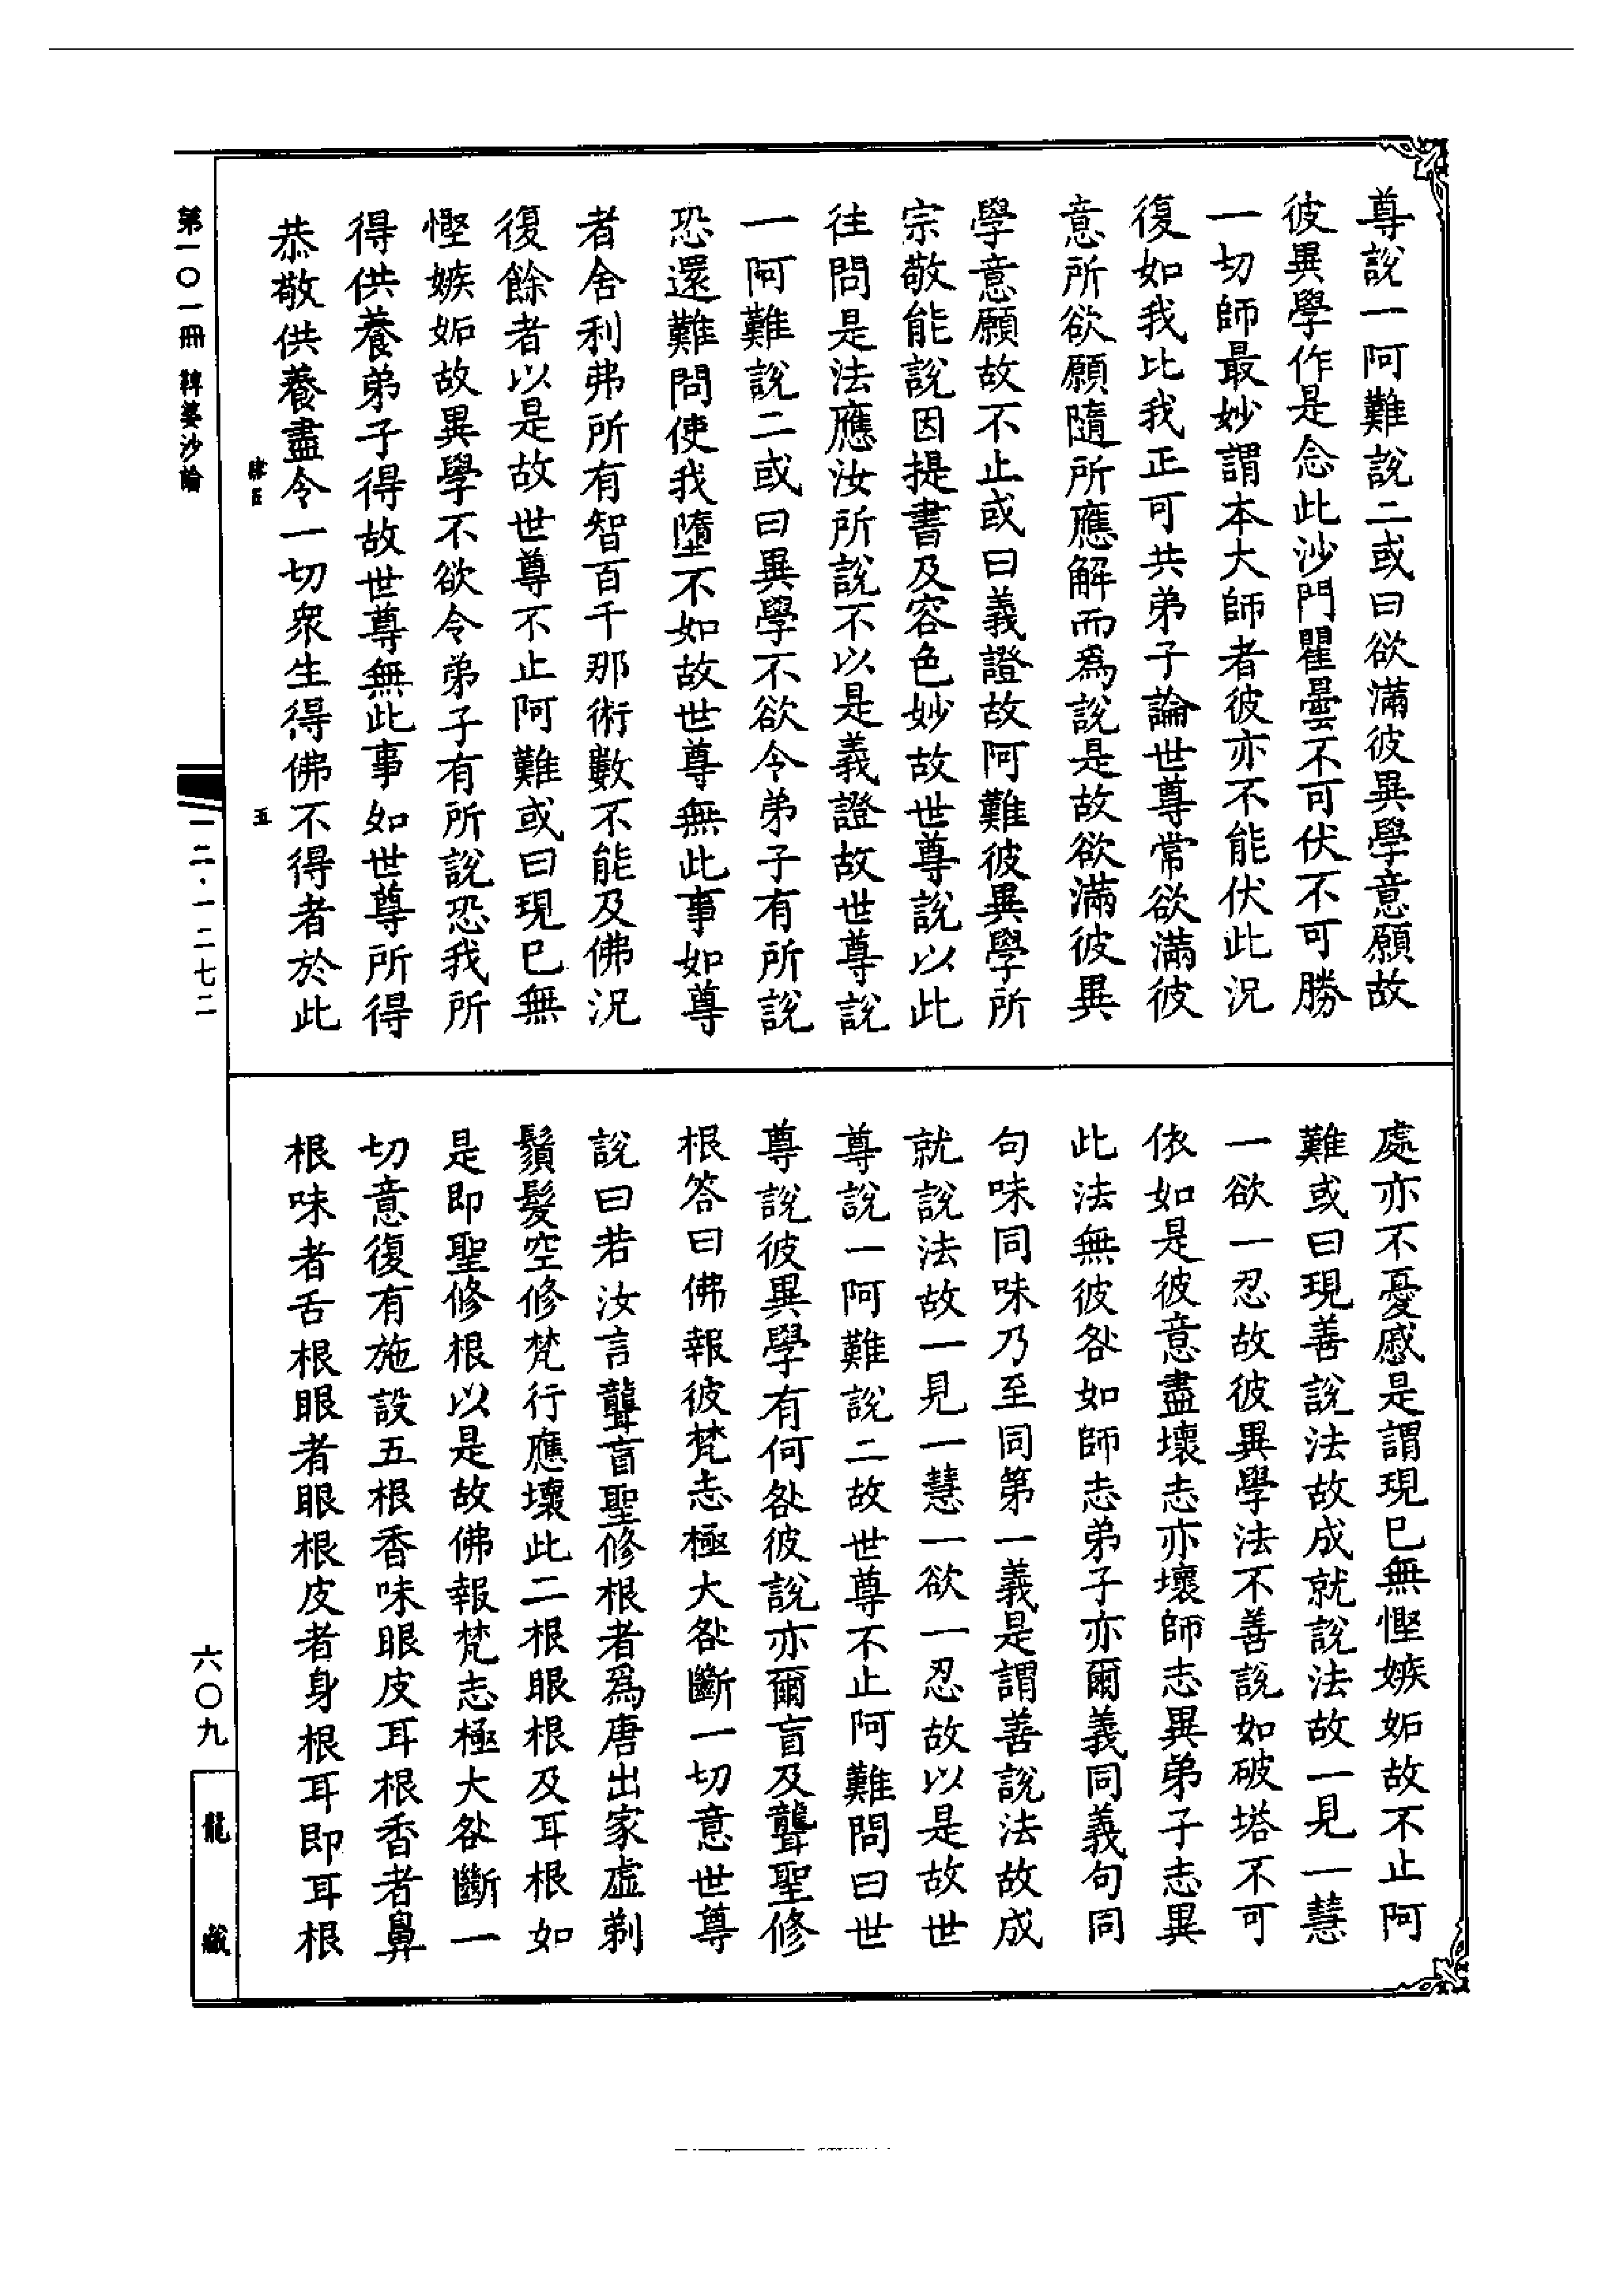 尊說一阿難說二或曰欲滿彼異學意願故
彼異學作是念此沙門瞿曇不可伏不可勝
一切師最妙謂本大師者彼亦不能伏此況
復如我比我正可共弟子論世尊常欲滿彼
意所欲願隨所應解而爲說是故欲滿彼異
學意願故不止或曰義證故阿難彼異學所
宗敬能說因提書及容色妙故世尊說以此
往問是法應汝所說不以是義證故世尊說
一阿難說二或曰異學不欲令弟子有所說
恐還難問使我墮不如故世尊無此事如尊
者舍利弗所有智百千那術數不能及佛況
復餘者以是故世尊不止阿難或曰現已無
慳嫉妬故異學不欲令弟子有所說恐我所
得供養弟子得故世尊無此事如世尊所得
恭敬供養盡令一切衆生得佛不得者於此
處亦不憂慼是謂現已無慳嫉妬故不止阿
難或曰現善說法故成就說法故一見一慧
一欲一忍故彼異學法不善說如破塔不可
依如是彼意盡壞志亦壞師志異弟子志異
此法無彼咎如師志弟子亦爾義同義句同
句味同味乃至同第一義是謂善說法故成
就說法故一見一慧一欲一忍故以是故世
尊說一阿難說二故世尊不止阿難問曰世
尊說彼異學有何咎彼說亦爾盲及聾聖修
根答曰佛報彼梵志極大咎斷一切意世尊
說曰若汝言聾盲聖修根者爲唐出家虛剃
鬚髮空修梵行應壞此二根眼根及耳根如
是即聖修根以是故佛報梵志極大咎斷一
切意復有施設五根香味眼皮耳根香者鼻
根味者舌根眼者眼根皮者身根耳即耳根
第一〇一冊 鞞婆沙論
五
一二·一二七二
六〇九
龍藏